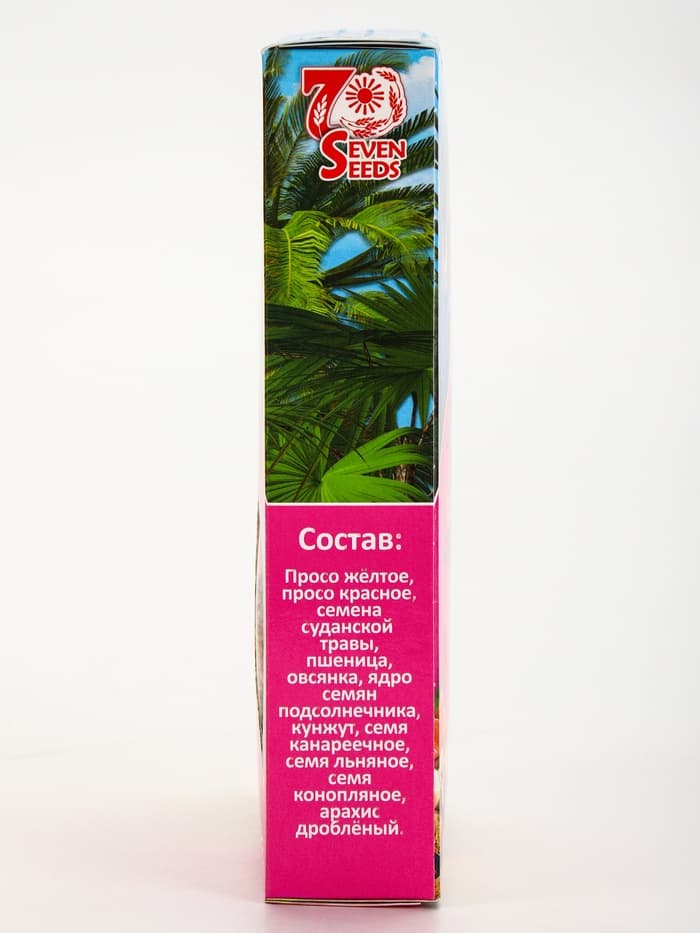 7
SEVEN
SEEDS
Состав:
Просо жёлтое,
просо красное,
семена
суданской
травы,
пшеница,
овсянка, ядро
семян
подсолнечника,
кунжут, семя
канареечное,
семя льняное,
семя
конопляное,
арахис
дроблёный.